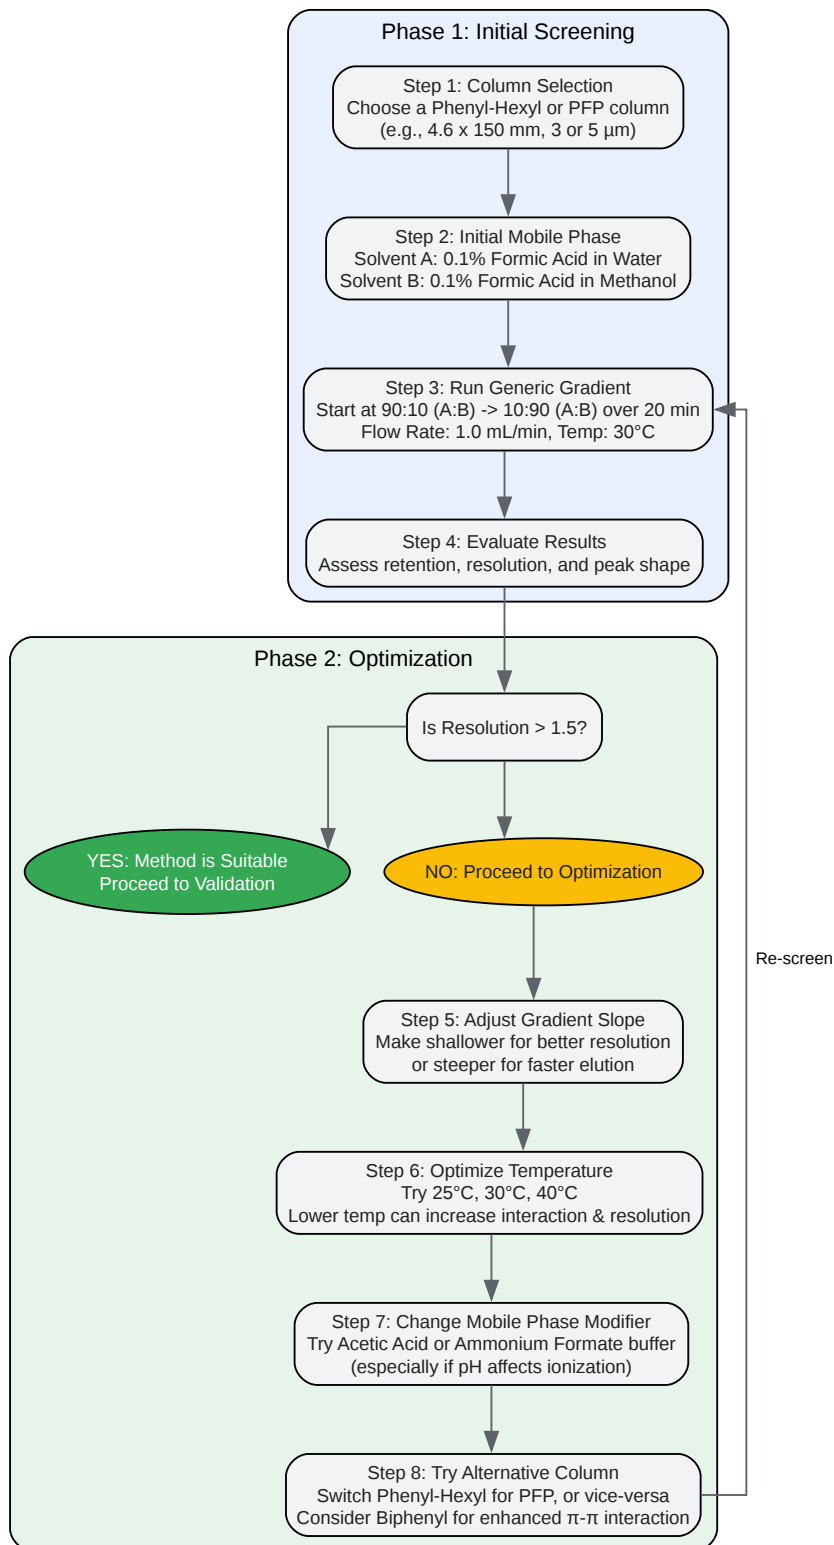 Phase 1: Initial Screening
Step 1: Column Selection
Choose a Phenyl-Hexyl or PFP column
(e.g., 4.6 x 150 mm, 3 or 5 µm)
Step 2: Initial Mobile Phase
Solvent A: 0.1% Formic Acid in Water
Solvent B: 0.1% Formic Acid in Methanol
Step 3: Run Generic Gradient
Start at 90:10 (A:B) -> 10:90 (A:B) over 20 min
Flow Rate: 1.0 mL/min, Temp: 30°C
Step 4: Evaluate Results
Assess retention, resolution, and peak shape
Phase 2: Optimization
Is Resolution > 1.5?
YES: Method is Suitable
Proceed to Validation
NO: Proceed to Optimization
Re-screen
Step 5: Adjust Gradient Slope
Make shallower for better resolution
or steeper for faster elution
Step 6: Optimize Temperature
Try 25°C, 30°C, 40°C
Lower temp can increase interaction & resolution
Step 7: Change Mobile Phase Modifier
Try Acetic Acid or Ammonium Formate buffer
(especially if pH affects ionization)
Step 8: Try Alternative Column
Switch Phenyl-Hexyl for PFP, or vice-versa
Consider Biphenyl for enhanced π-π interaction